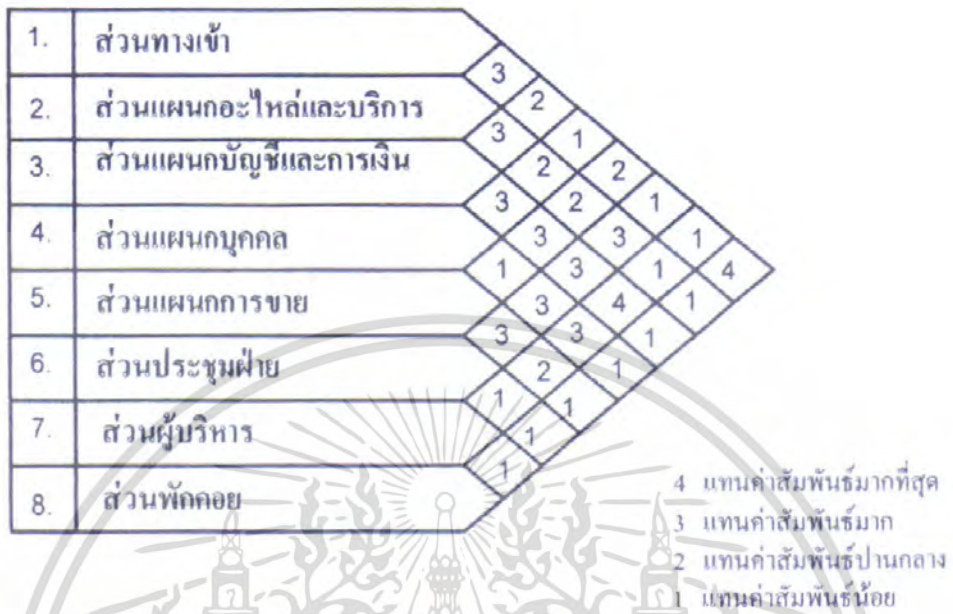 1. ส่วนทางเข้า
3
2
2. ส่วนแผนกอะไหล่และบริการ
3 1
2 2
3. ส่วนแผนกบัญชีและการเงิน
3 2 1
3 3 1
4. ส่วนแผนกบุคคล
1 3 1 4
3 4 1
5. ส่วนแผนกการขาย
3 3 1
2 1
6. ส่วนประชุมฝ่าย
1 1
1
7. ส่วนผู้บริหาร
1
8. ส่วนพักคอย
4 แทนค่าสัมพันธ์มากที่สุด
3 แทนค่าสัมพันธ์มาก
2 แทนค่าสัมพันธ์ปานกลาง
1 แทนค่าสัมพันธ์น้อย